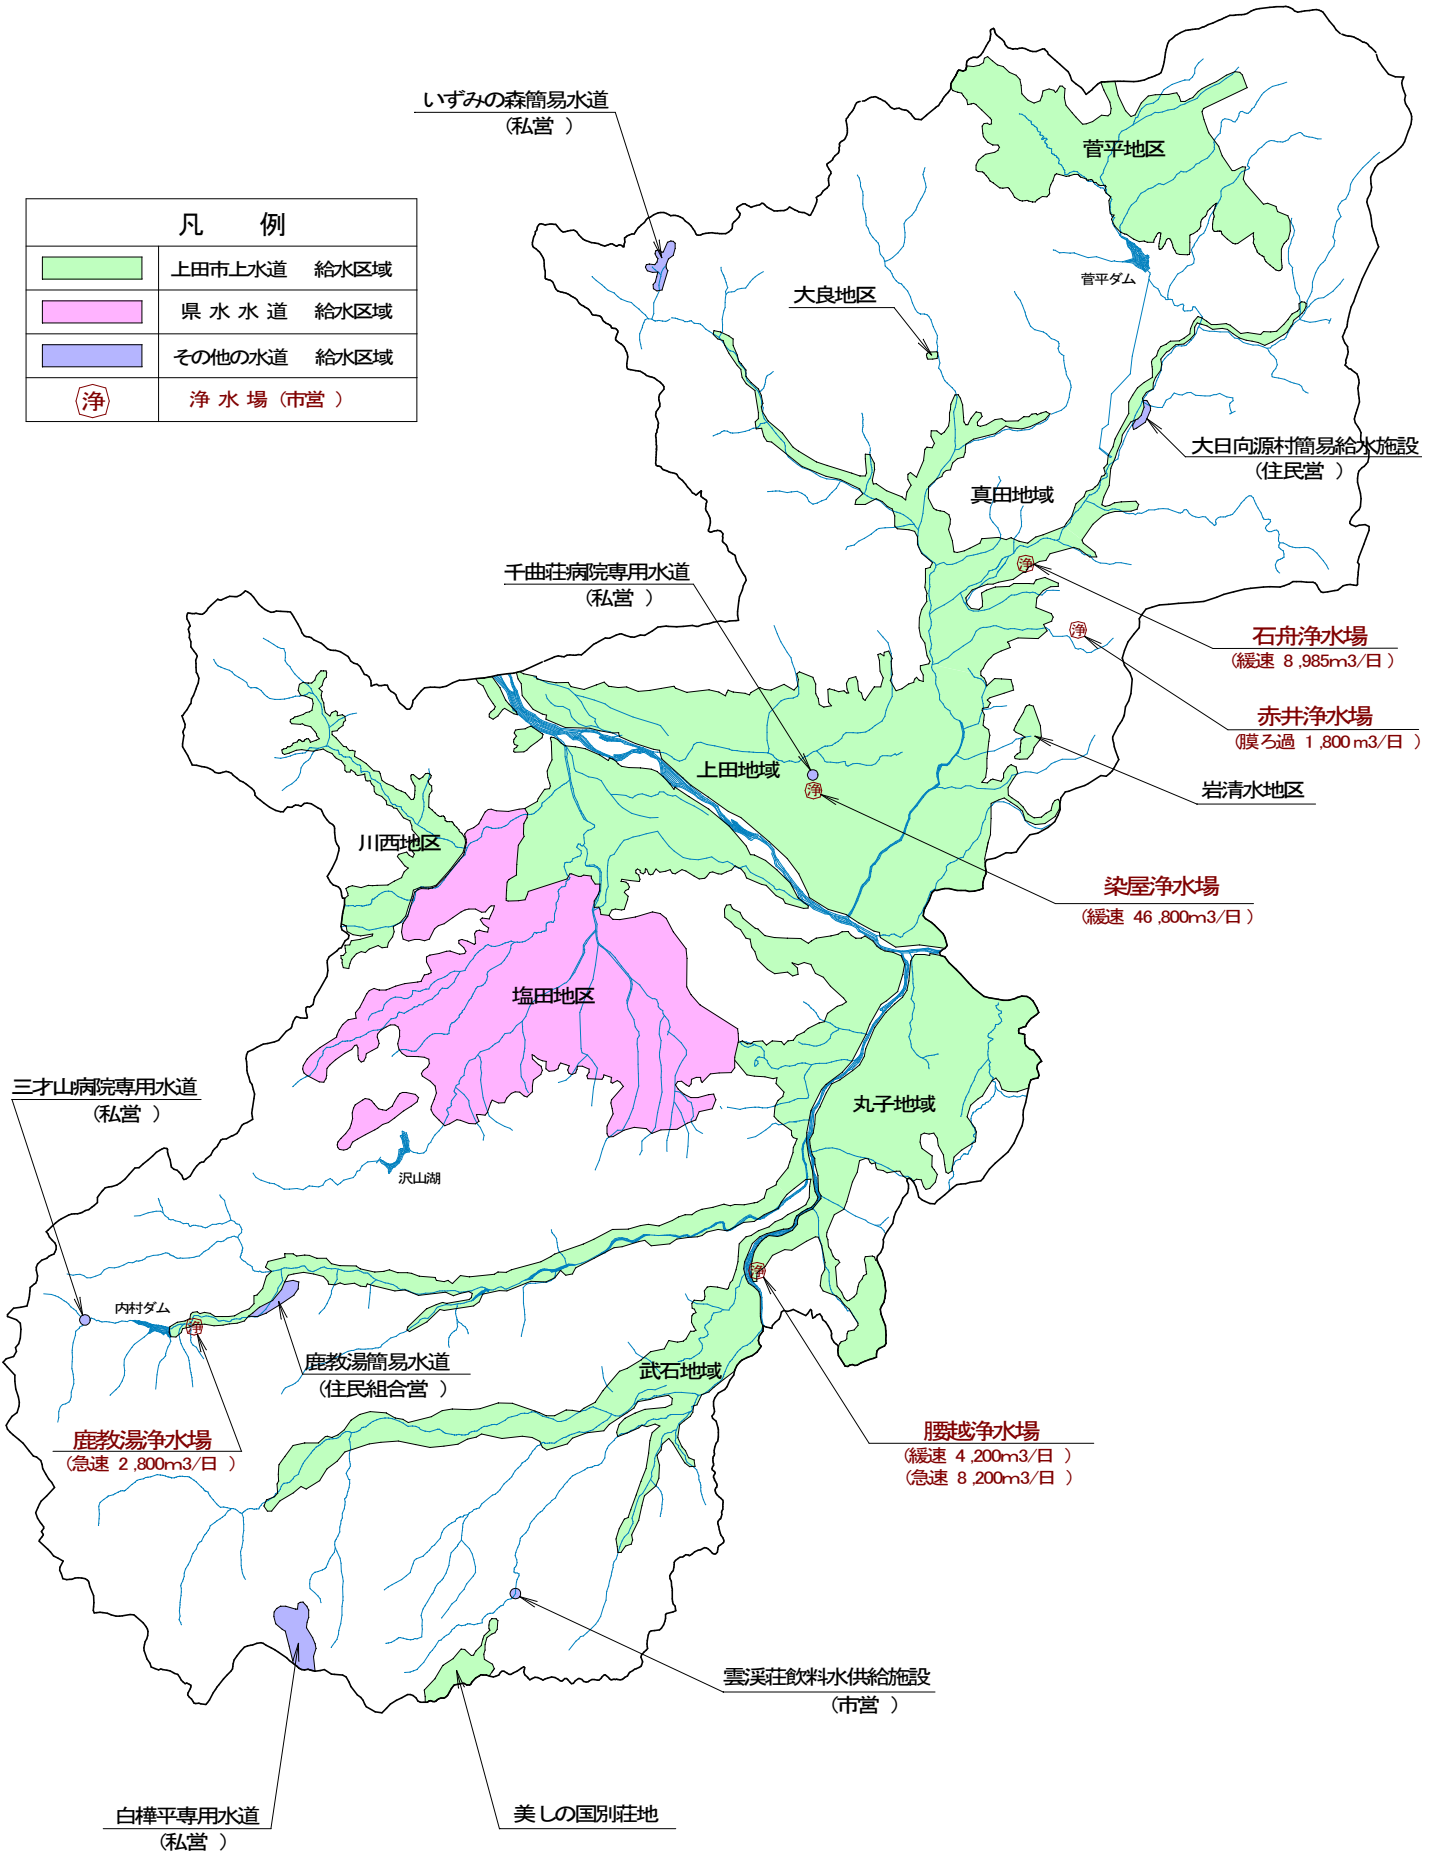 いずみの森簡易水道
(私営 )
菅平地区
凡 例
上田市上水道 給水区域
県 水 水 道 給水区域
その他の水道 給水区域
浄 浄 水 場 (市営 )
菅平ダム
大良地区
大日向源村簡易給水施設
(住民営 )
真田地域
千曲荘病院専用水道
(私営 )
浄
浄
石舟浄水場
(緩速 8,985m3/日 )
赤井浄水場
(膜ろ過 1,800m3/日 )
上田地域
浄
岩清水地区
川西地区
染屋浄水場
(緩速 46,800m3/日 )
塩田地区
三才山病院専用水道
(私営 )
丸子地域
沢山湖
浄
内村ダム
浄
鹿教湯簡易水道
(住民組合営 )
武石地域
鹿教湯浄水場
(急速 2,800m3/日 )
腰越浄水場
(緩速 4,200m3/日 )
(急速 8,200m3/日 )
雲渓荘飲料水供給施設
(市営 )
白樺平専用水道
(私営 )
美しの国別荘地